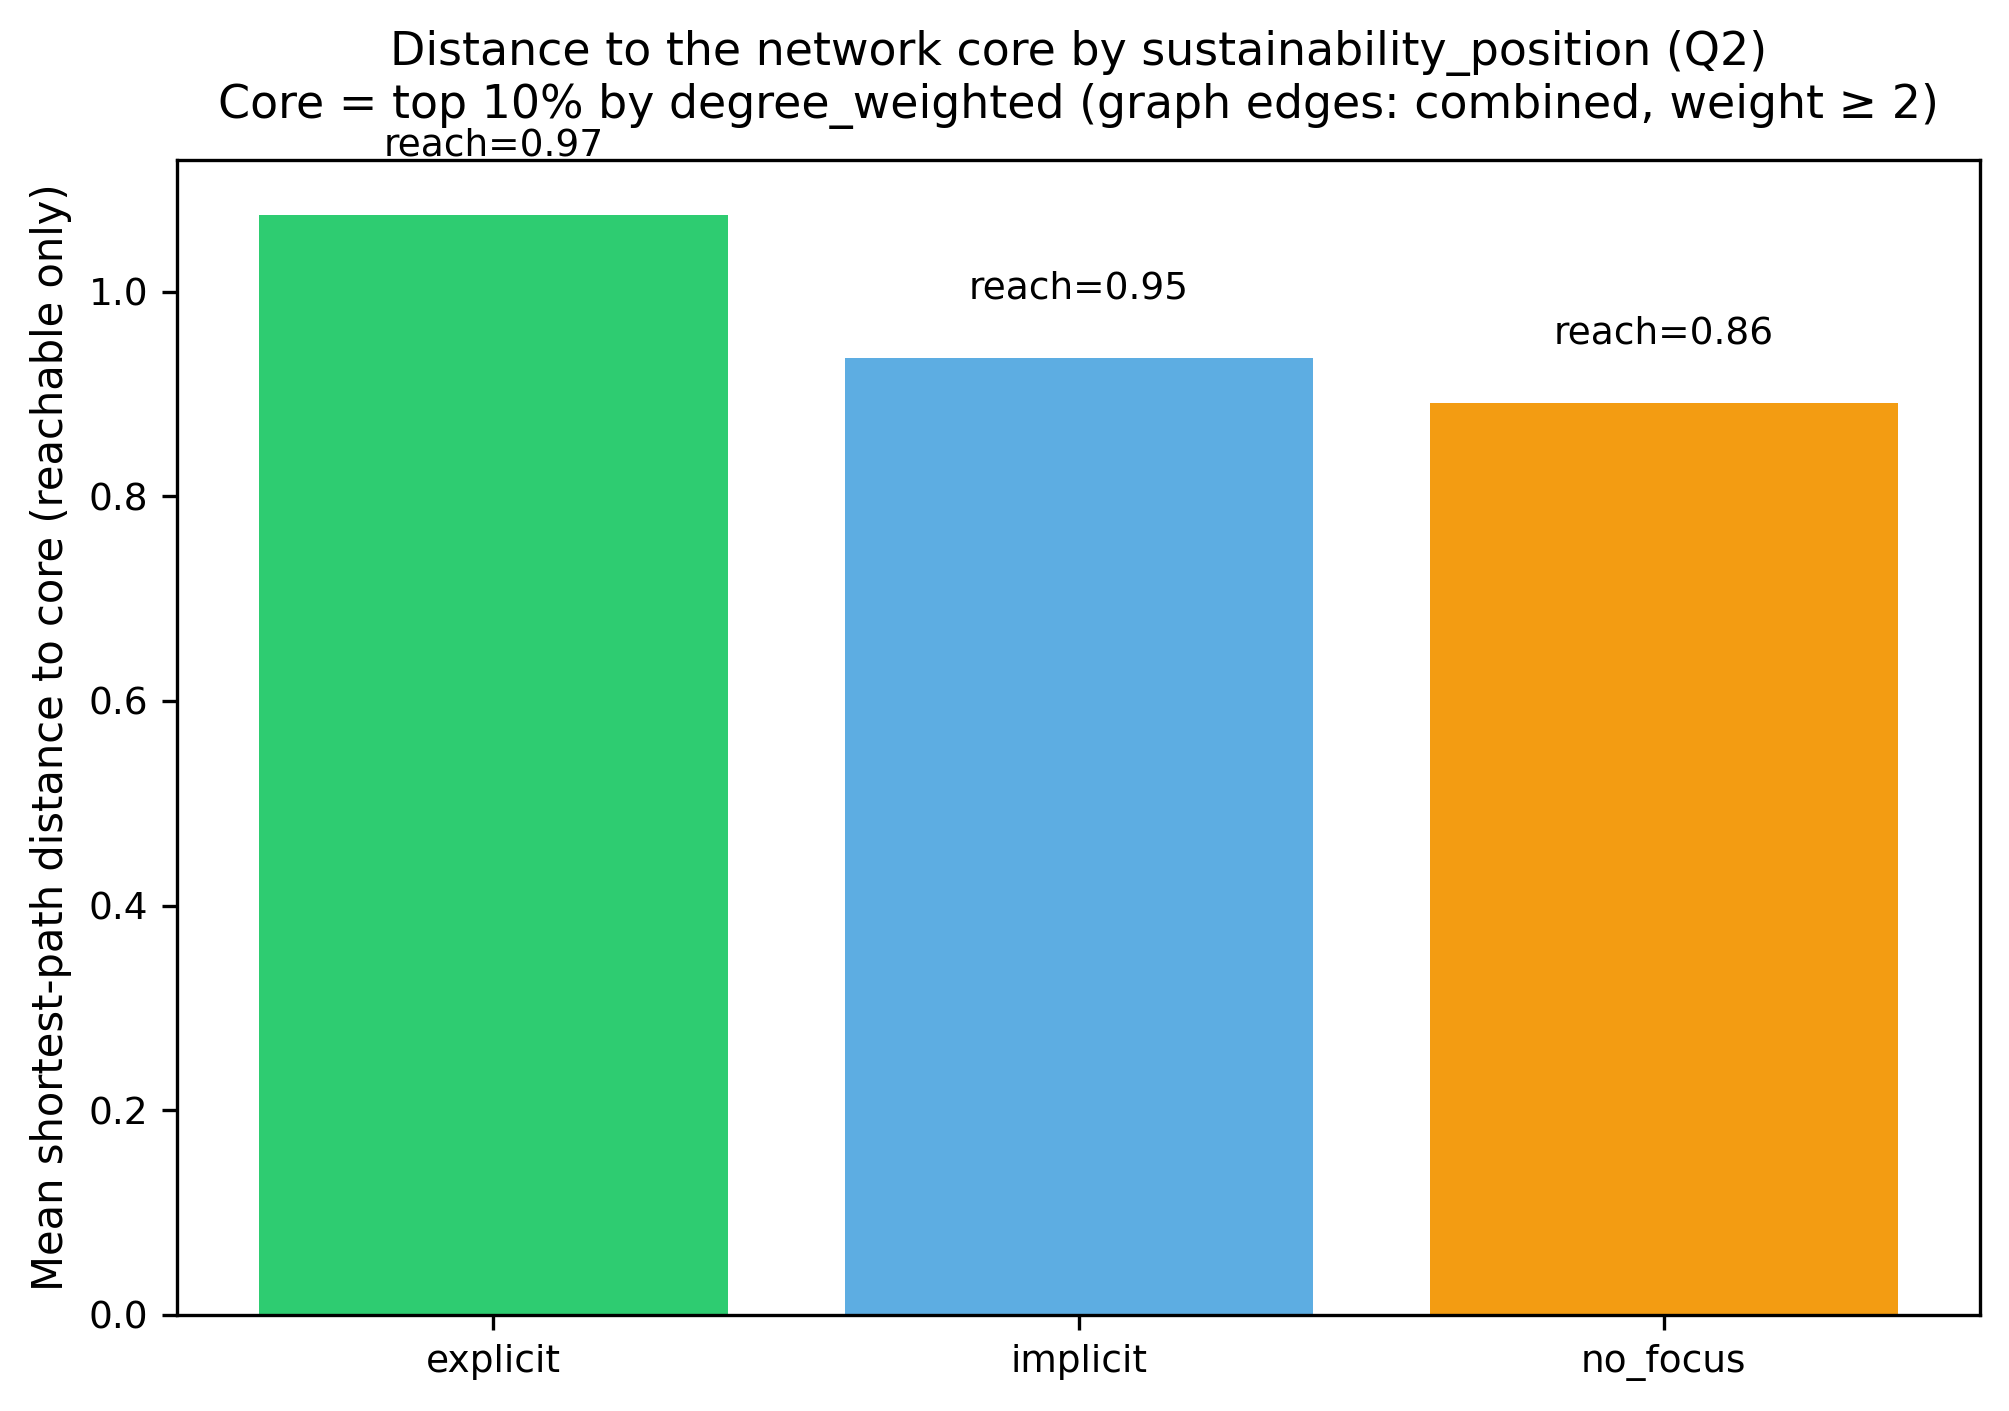 Distance to the network core by sustainability_position (Q2)
Core = top 10% by degree_weighted (graph edges: combined, weight ≥ 2)
reach=0.97
reach=0.95
reach=0.86
Mean shortest-path distance to core (reachable only)
1.0
0.8
0.6
0.4
0.2
0.0
explicit
implicit
no_focus